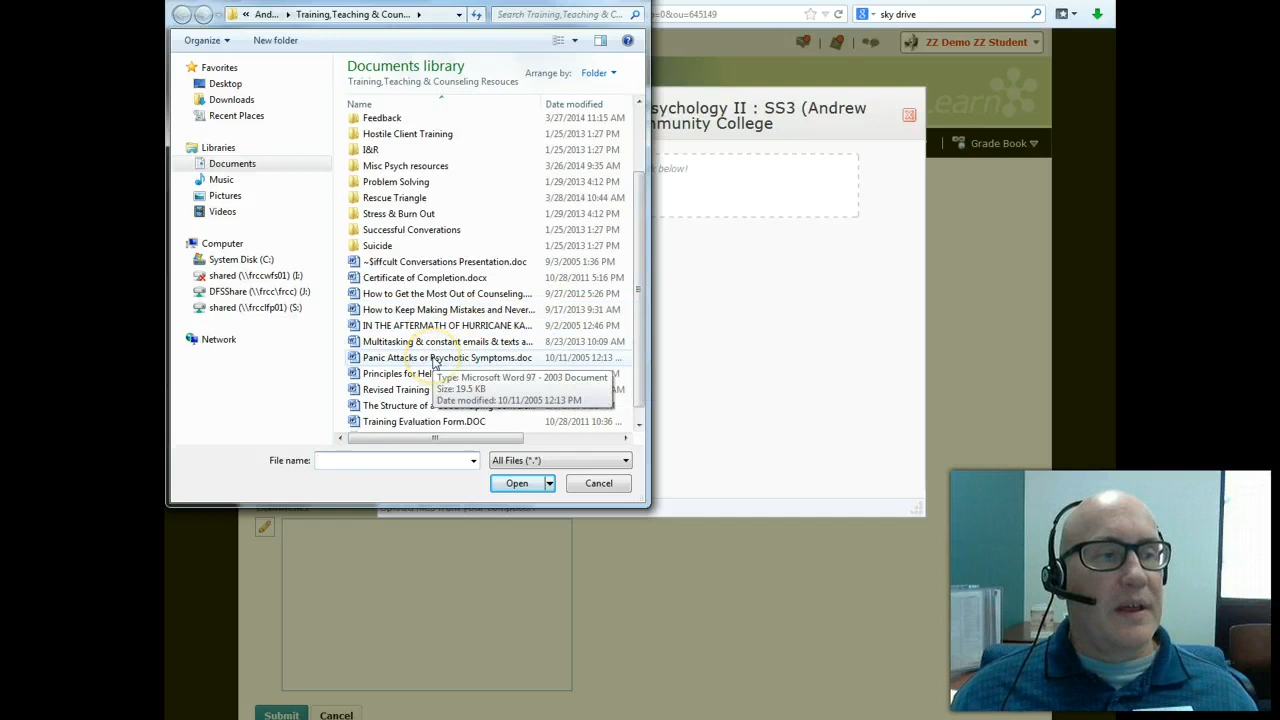 « And... ▸ Training,Teaching & Coun... ▸
Search Training,Teaching & C...
a=0&ou=645149
sky drive
Organize ▾
New folder
ZZ Demo ZZ Student
Documents library
Training,Teaching & Counseling Resouces
Arrange by:
Folder ▾
Favorites
Desktop
Downloads
Recent Places
Libraries
Documents
Music
Pictures
Videos
Computer
System Disk (C:)
shared (\\frccwfs01) (I:)
DFSShare (\\frcc\frcc) (J:)
shared (\\frccfp01) (S:)
Network
Name
Date modified
Feedback
3/27/2014 11:15 AM
Hostile Client Training
1/25/2013 1:27 PM
I&R
1/25/2013 1:27 PM
Misc Psych resources
3/26/2014 9:35 AM
Problem Solving
1/29/2013 4:12 PM
Rescue Triangle
3/28/2014 10:44 AM
Stress & Burn Out
1/29/2013 4:12 PM
Successful Converations
1/25/2013 1:27 PM
Suicide
1/25/2013 1:27 PM
~$iffcult Conversations Presentation.doc
9/3/2005 1:36 PM
Certificate of Completion.docx
10/28/2011 5:16 PM
How to Get the Most Out of Counseling....
9/27/2012 5:26 PM
How to Keep Making Mistakes and Never...
9/17/2013 9:31 AM
IN THE AFTERMATH OF HURRICANE KA...
9/2/2005 12:46 PM
Multitasking & constant emails & texts a...
8/23/2013 10:09 AM
Panic Attacks or Psychotic Symptoms.doc
10/11/2005 12:13 ...
Principles for Hel
Type: Microsoft Word 97 - 2003 Document
Revised Training
Size: 19.5 KB
Date modified: 10/11/2005 12:13 PM
The Structure of a
Training Evaluation Form.DOC
10/28/2011 10:36 ...
File name:
All Files (*.*)
Open
Cancel
sychology II : SS3 (Andrew
mmunity College
k below!
Learn
Grade Book
Submit
Cancel